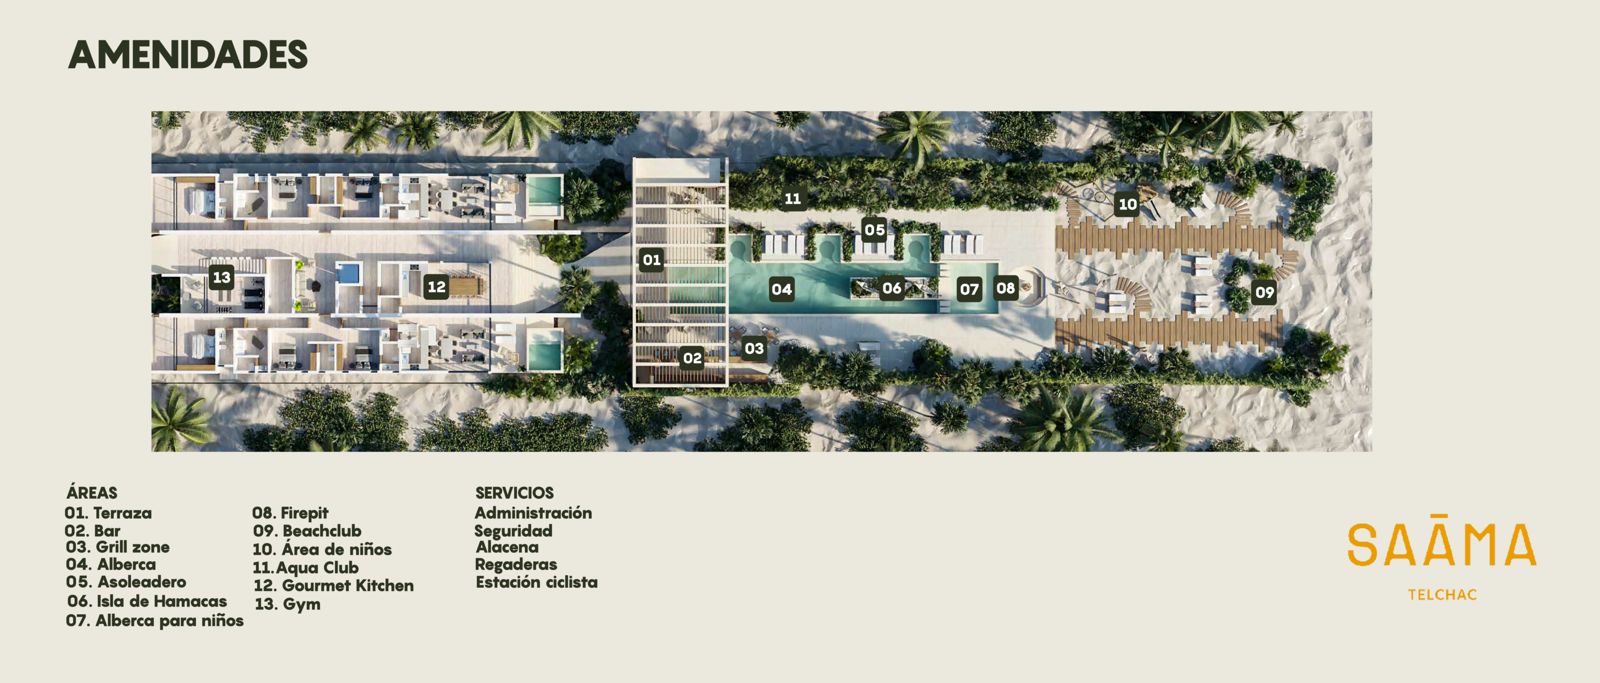 AMENIDADES
11
10
05
01
13
12
04
06
07
08
09
03
02
ÁREAS
01. Terraza
02. Bar
03. Grill zone
04. Alberca
05. Asoleadero
06. Isla de Hamacas
07. Alberca para niños
08. Firepit
09. Beachclub
10. Área de niños
11. Aqua Club
12. Gourmet Kitchen
13. Gym
SERVICIOS
Administración
Seguridad
Alacena
Regaderas
Estación ciclista
SAĀMA
TELCHAC